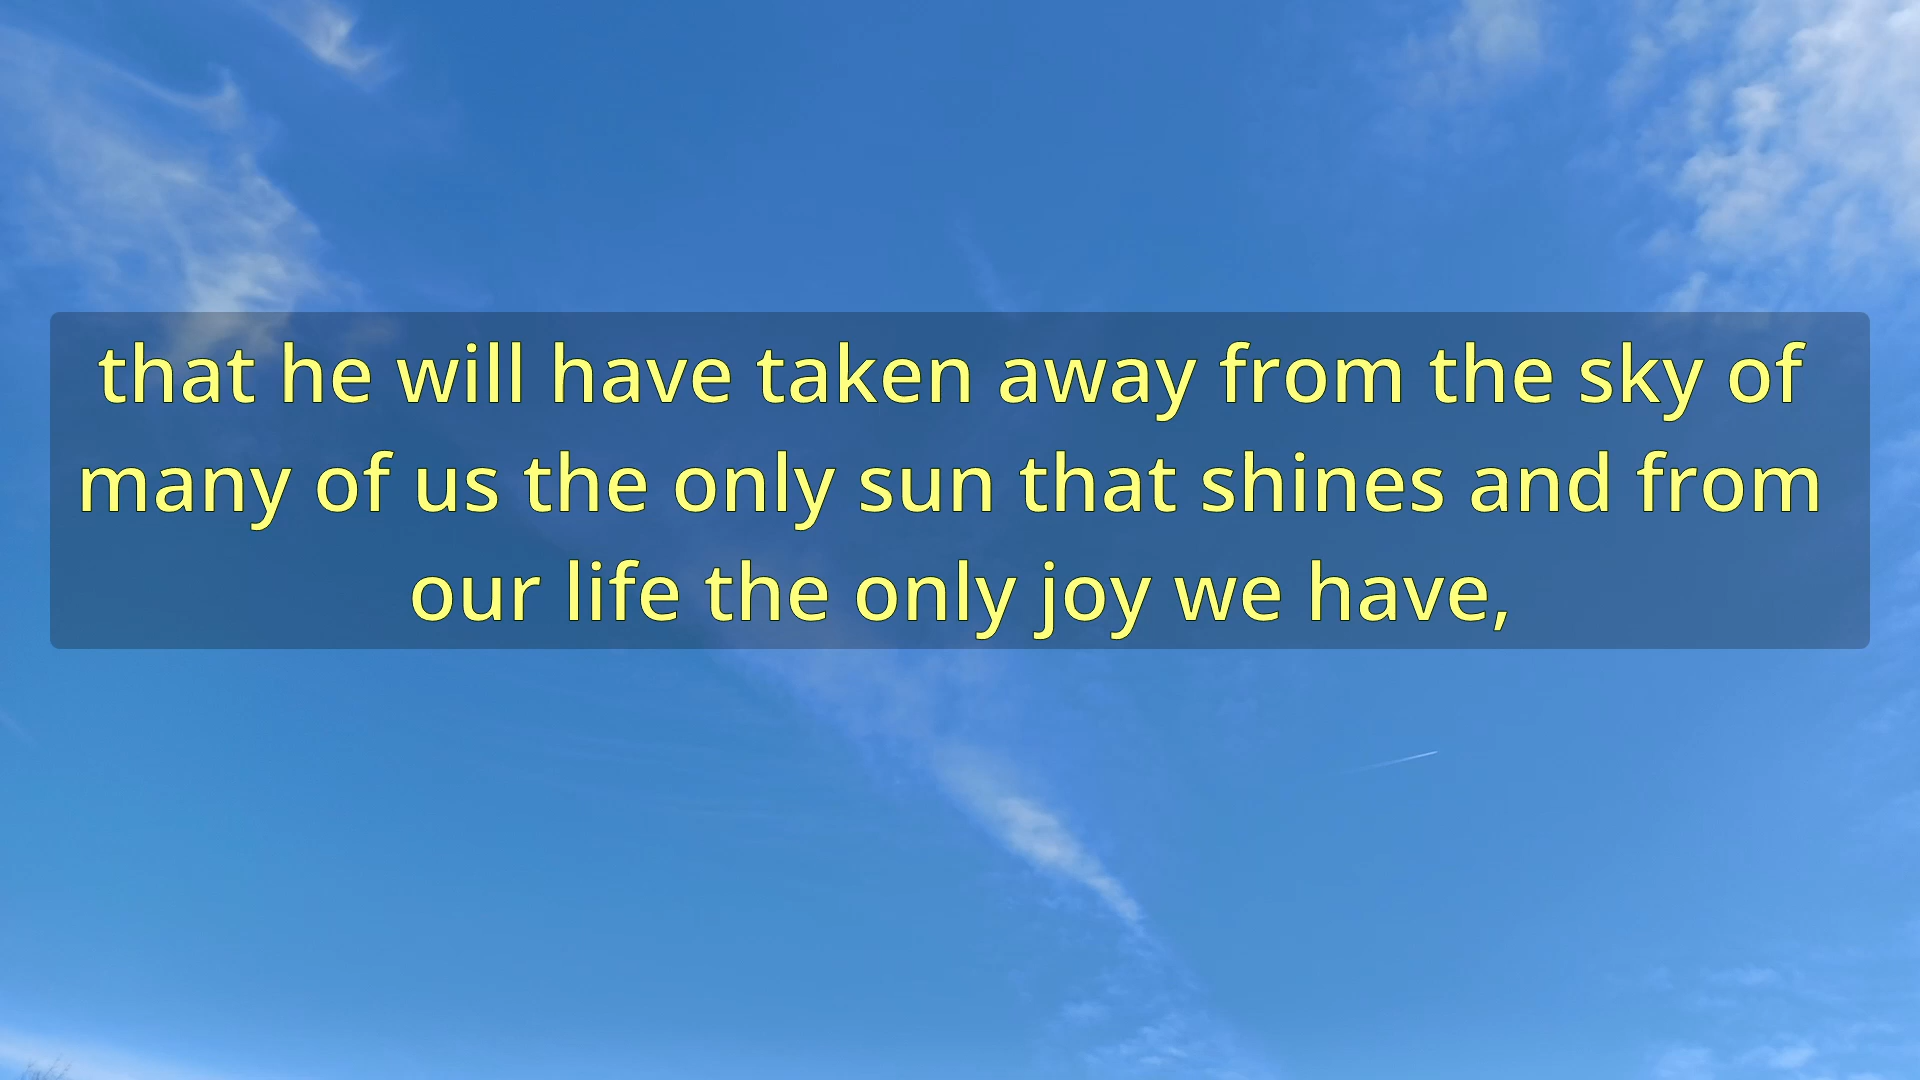 that he will have taken away from the sky of
many of us the only sun that shines and from
our life the only joy we have,